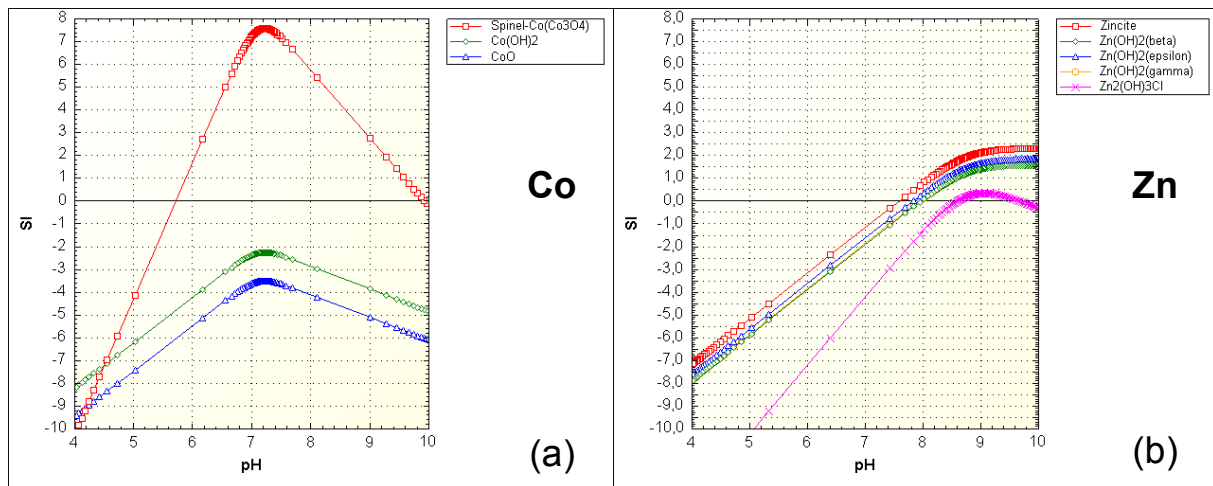 Spinel-Co(Co3O4)
Co(OH)2
CoO
8
7
6
5
4
3
2
1
0
-1
-2
-3
-4
-5
-6
-7
-8
-9
-10
SI
4 5 6 7 8 9 10
pH
Co
(a)
Zincite
Zn(OH)2(beta)
Zn(OH)2(epsilon)
Zn(OH)2(gamma)
Zn2(OH)3Cl
8,0
7,0
6,0
5,0
4,0
3,0
2,0
1,0
0,0
-1,0
-2,0
-3,0
-4,0
-5,0
-6,0
-7,0
-8,0
-9,0
-10,0
SI
4 5 6 7 8 9 10
pH
Zn
(b)